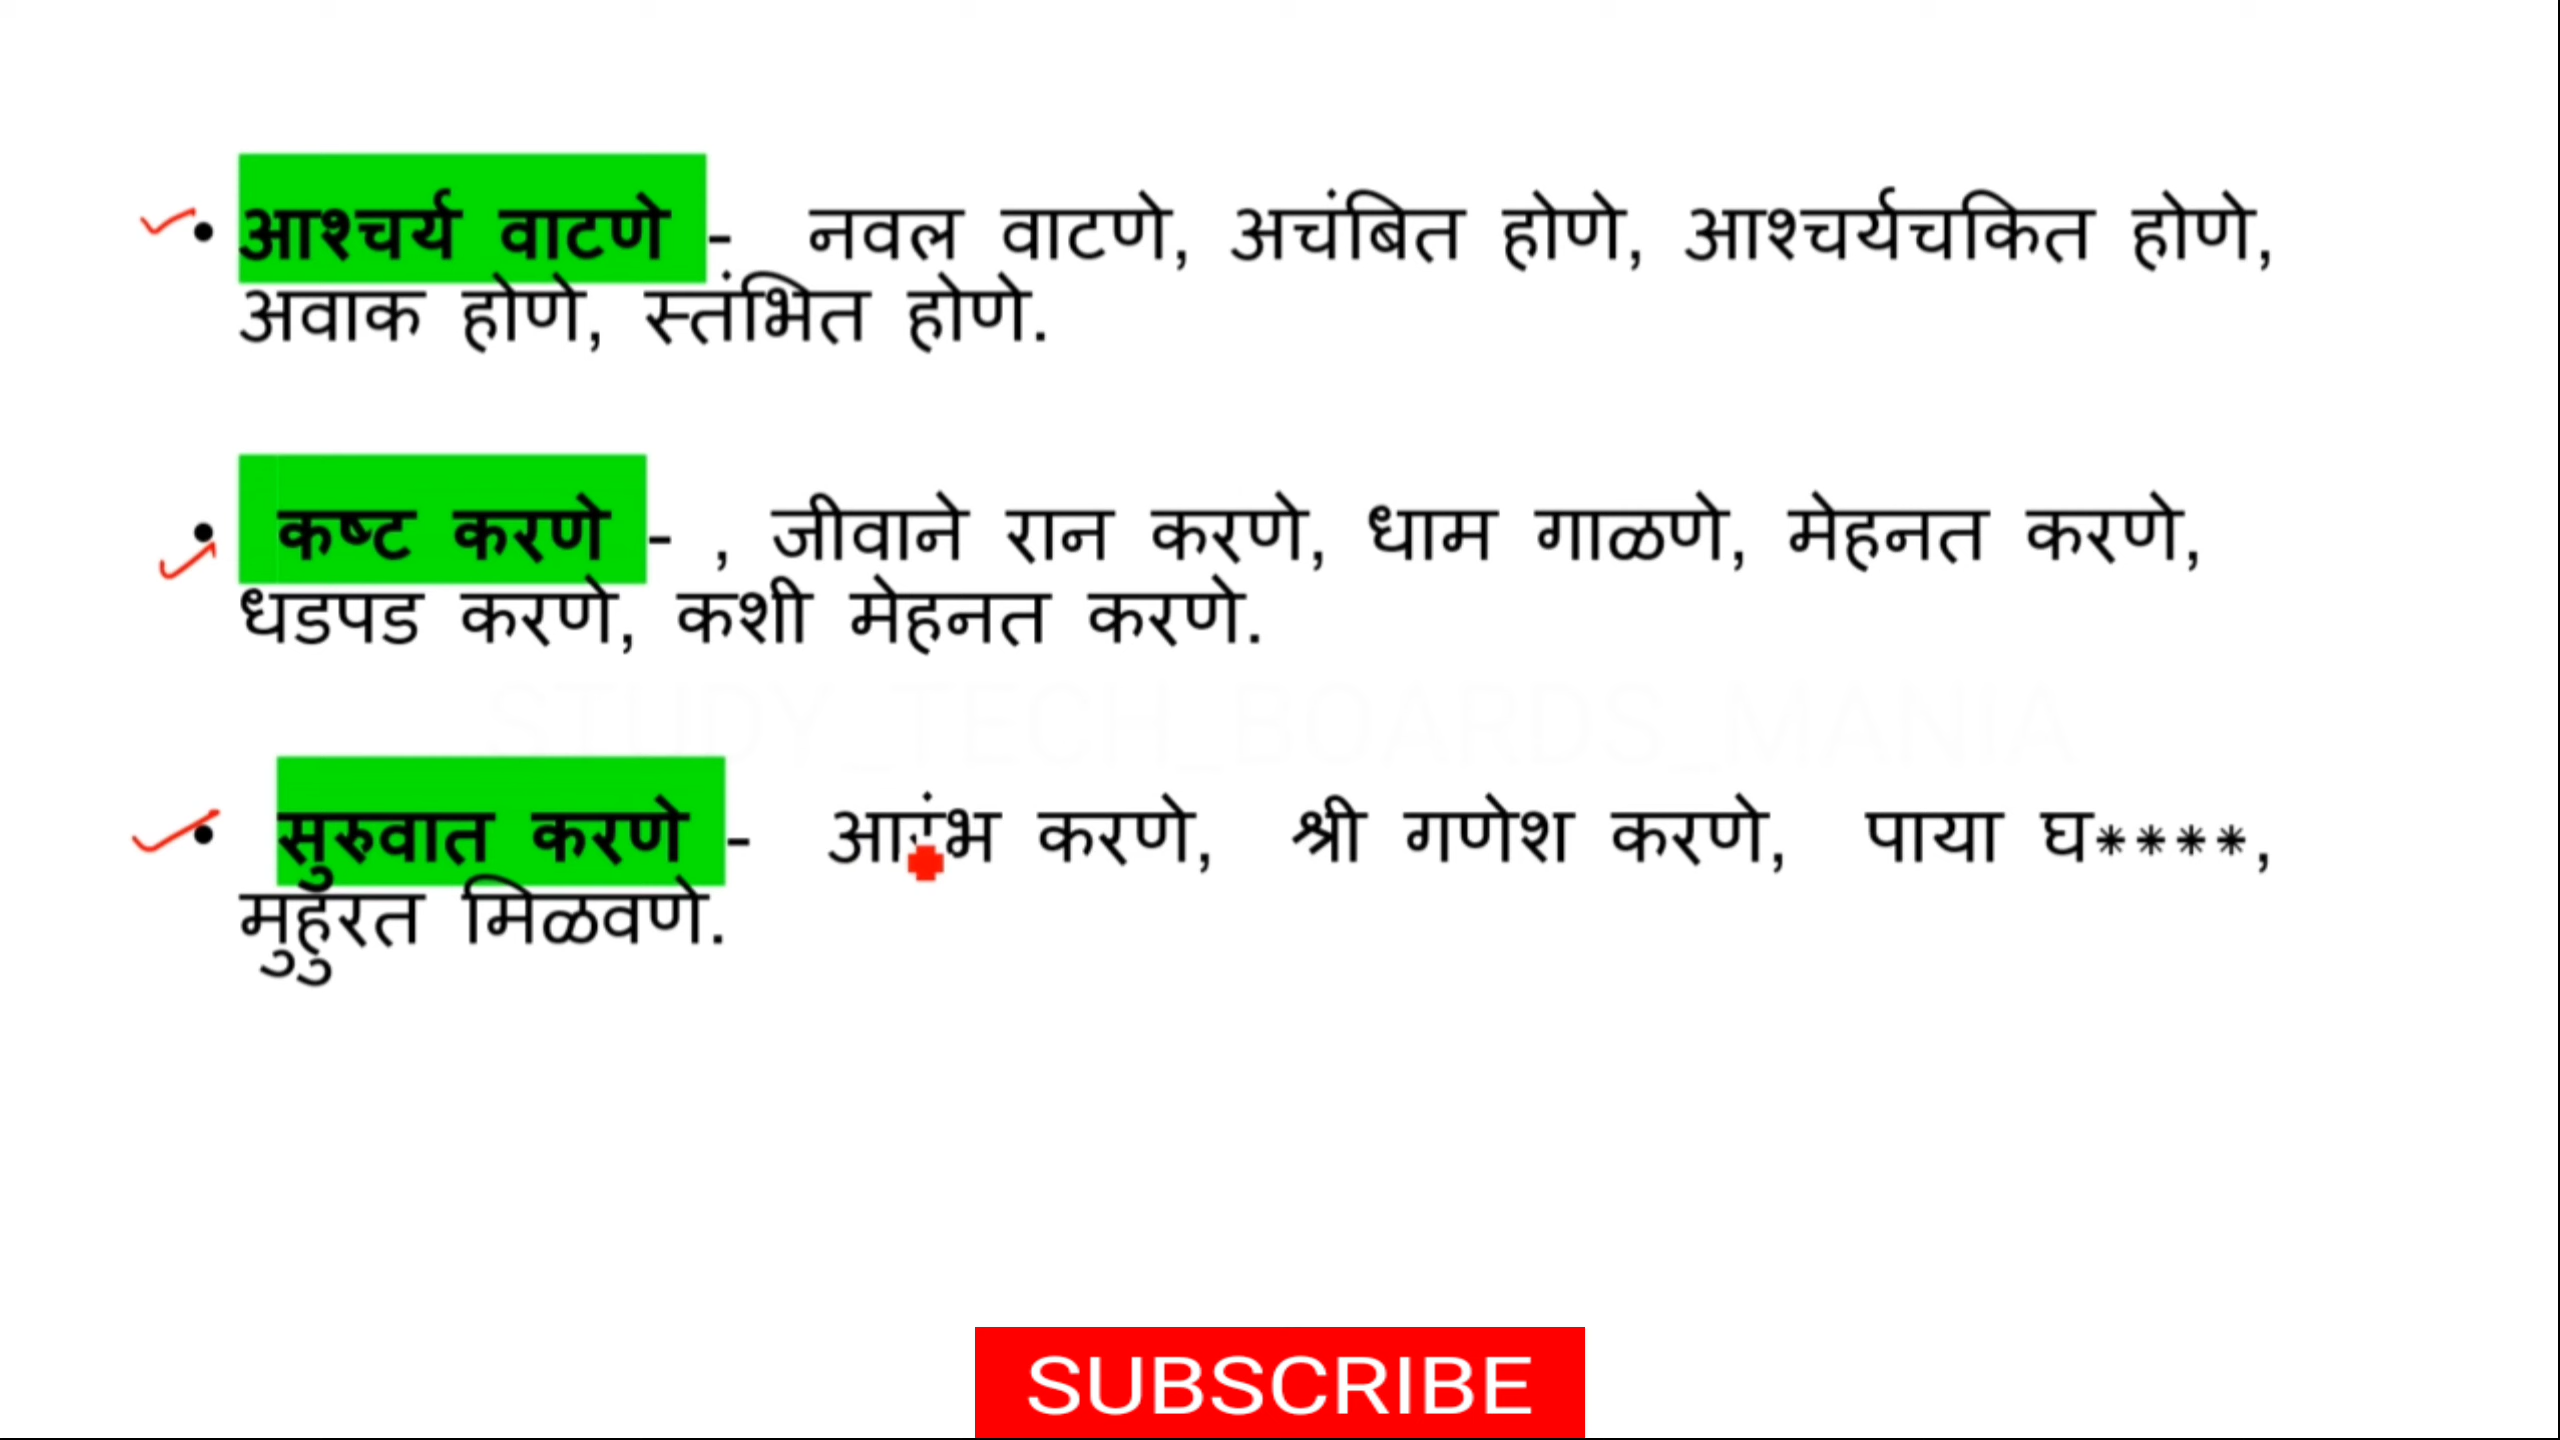 • आश्चर्य वाटणे - नवल वाटणे, अचंबित होणे, आश्चर्यचकित होणे,
अवाक होणे, स्तंभित होणे.
• कष्ट करणे - , जीवाने रान करणे, धाम गाळणे, मेहनत करणे,
धडपड करणे, कशी मेहनत करणे.
STUDY_TECH_BOARDS_MANIA
• सुरुवात करणे - आरंभ करणे, श्री गणेश करणे, पाया घ****,
मुहुरत मिळवणे.
SUBSCRIBE